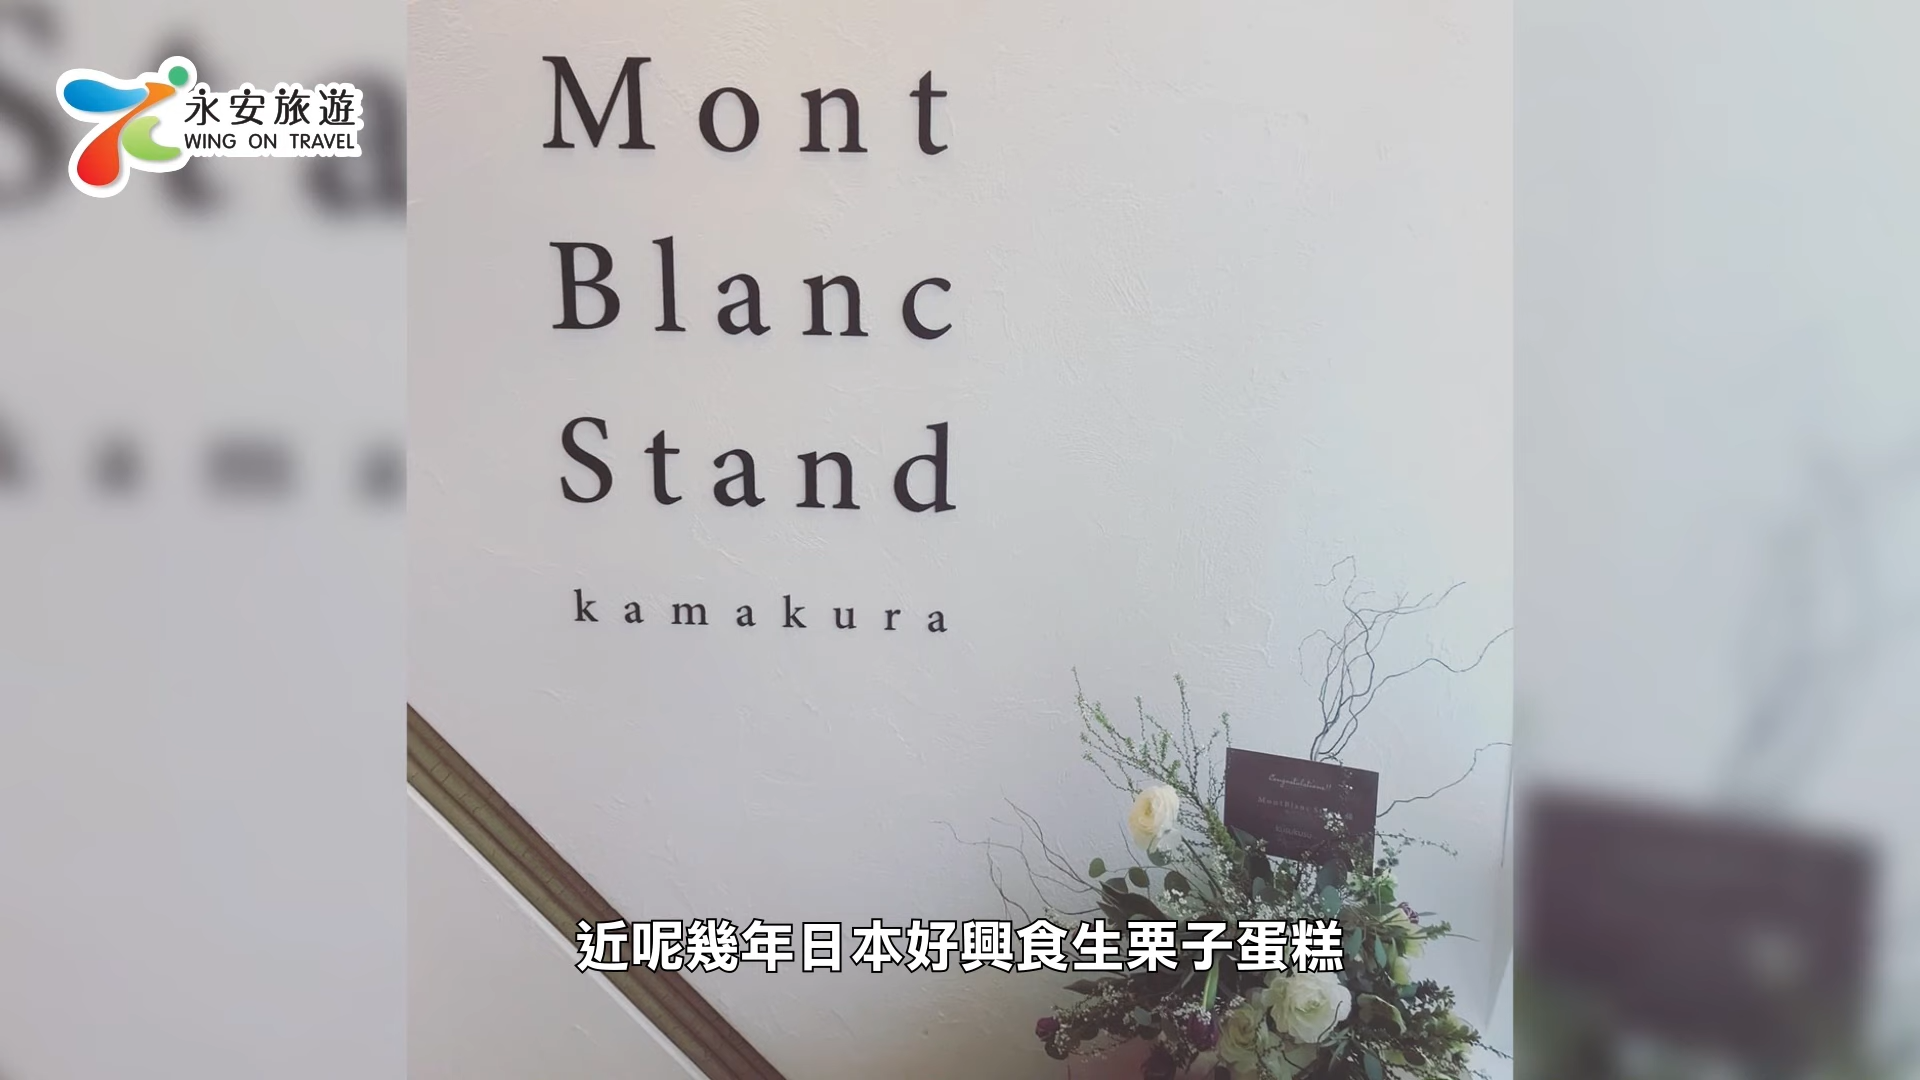 永安旅遊
WING ON TRAVEL
Mont
Blanc
Stand
kamakura
Congratulations!!
近呢幾年日本好興食生栗子蛋糕